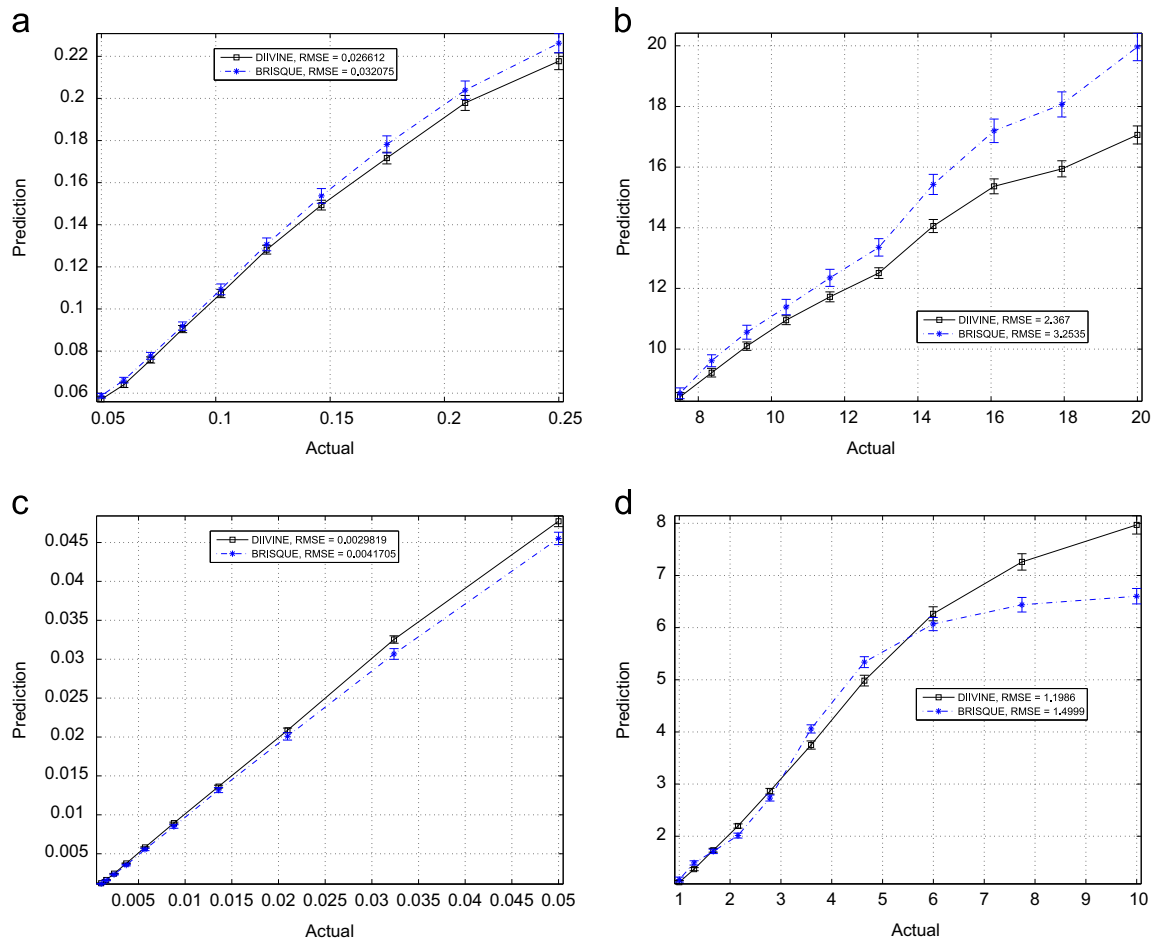 a
0.22
0.2
0.18
0.16
0.14
0.12
0.1
0.08
0.06
Prediction
DIIVINE, RMSE = 0.026612
BRISQUE, RMSE = 0.032075
0.05 0.1 0.15 0.2 0.25
Actual
b
20
18
16
14
12
10
Prediction
DIIVINE, RMSE = 2.367
BRISQUE, RMSE = 3.2535
8 10 12 14 16 18 20
Actual
c
0.045
0.04
0.035
0.03
0.025
0.02
0.015
0.01
0.005
Prediction
DIIVINE, RMSE = 0.0029819
BRISQUE, RMSE = 0.0041705
0.005 0.01 0.015 0.02 0.025 0.03 0.035 0.04 0.045 0.05
Actual
d
8
7
6
5
4
3
2
Prediction
DIIVINE, RMSE = 1.1986
BRISQUE, RMSE = 1.4999
1 2 3 4 5 6 7 8 9 10
Actual